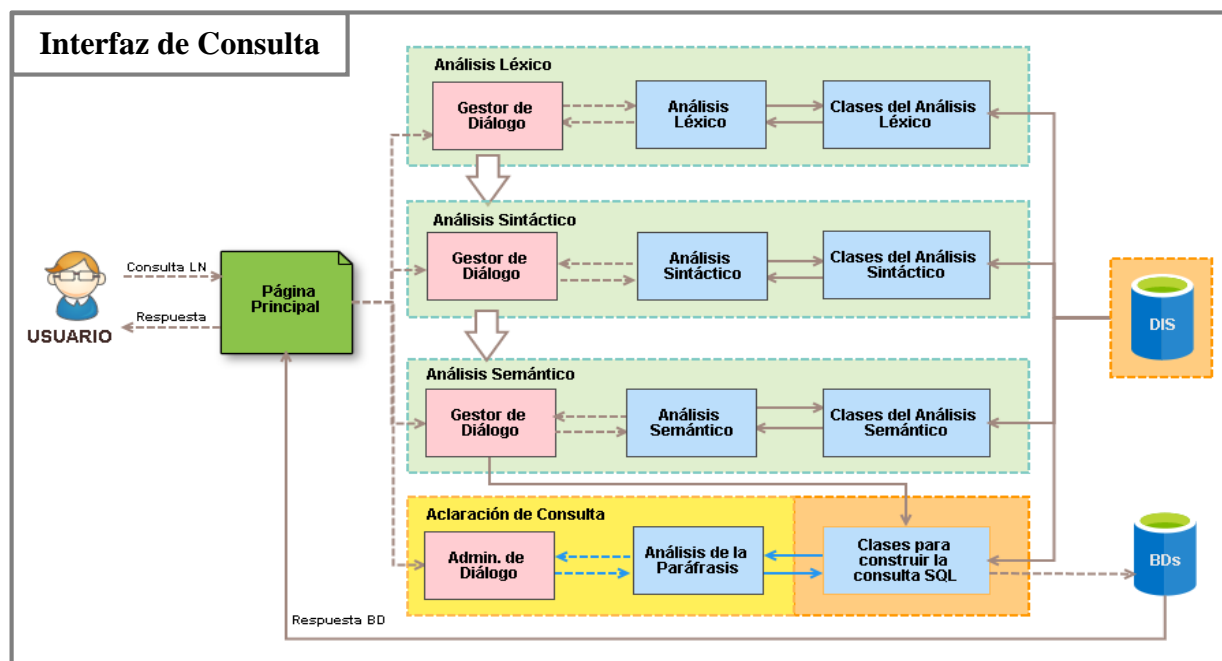 Interfaz de Consulta
Análisis Léxico
Gestor de
Diálogo
Análisis
Léxico
Clases del Análisis
Léxico
Análisis Sintáctico
Gestor de
Diálogo
Análisis
Sintáctico
Clases del Análisis
Sintáctico
Consulta LN
Respuesta
USUARIO
Página
Principal
DIS
Análisis Semántico
Gestor de
Diálogo
Análisis
Semántico
Clases del Análisis
Semántico
Aclaración de Consulta
Admin. de
Diálogo
Análisis de la
Paráfrasis
Clases para
construir la
consulta SQL
BDs
Respuesta BD